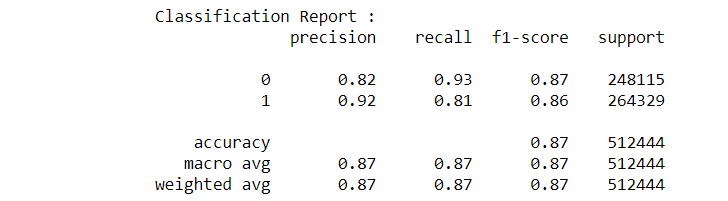 Classification Report :
precision recall f1-score support
0 0.82 0.93 0.87 248115
1 0.92 0.81 0.86 264329
accuracy 0.87 512444
macro avg 0.87 0.87 0.87 512444
weighted avg 0.87 0.87 0.87 512444